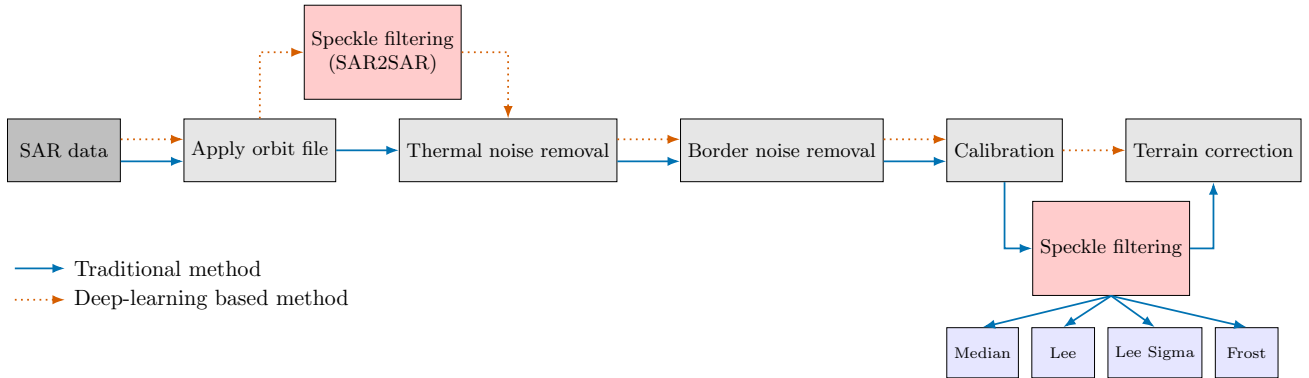 Speckle filtering
(SAR2SAR)
SAR data
Apply orbit file
Thermal noise removal
Border noise removal
Calibration
Terrain correction
Speckle filtering
Traditional method
Deep-learning based method
Median
Lee
Lee Sigma
Frost